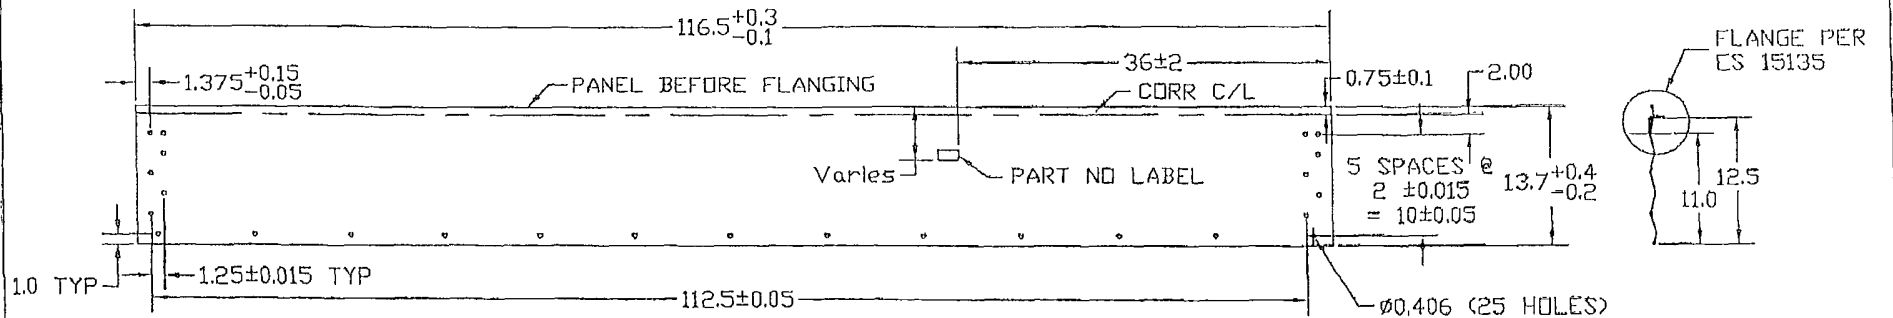 116.5+0.3
-0.1
FLANGE PER
CS 15135
36±2
1.375+0.15
-0.05
PANEL BEFORE FLANGING
CORR C/L
0.75±0.1
2.00
Varies
PART NO LABEL
5 SPACES @
2 ±0.015
= 10±0.05
13.7+0.4
-0.2
11.0
12.5
1.0 TYP
1.25±0.015 TYP
112.5±0.05
Ø0.406 (25 HOLES)